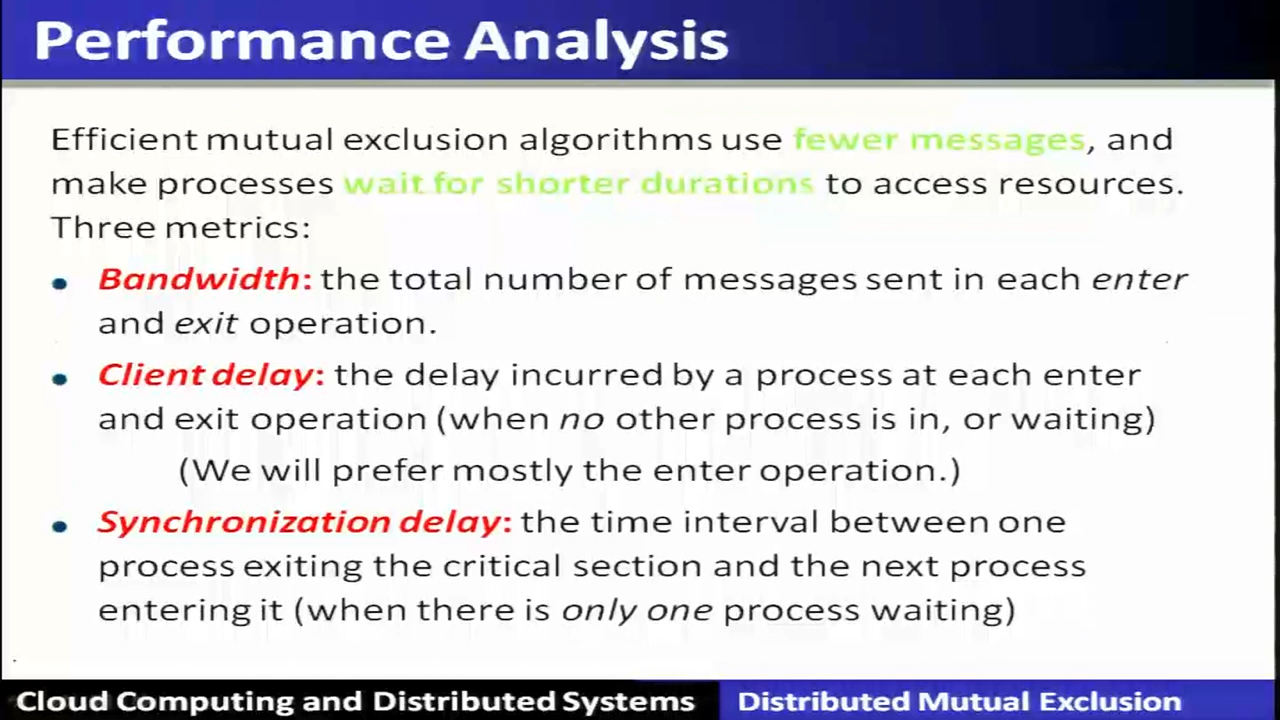 Performance Analysis
Efficient mutual exclusion algorithms use fewer messages, and
make processes wait for shorter durations to access resources.
Three metrics:
• Bandwidth: the total number of messages sent in each enter
and exit operation.
• Client delay: the delay incurred by a process at each enter
and exit operation (when no other process is in, or waiting)
(We will prefer mostly the enter operation.)
• Synchronization delay: the time interval between one
process exiting the critical section and the next process
entering it (when there is only one process waiting)
Cloud Computing and Distributed Systems
Distributed Mutual Exclusion